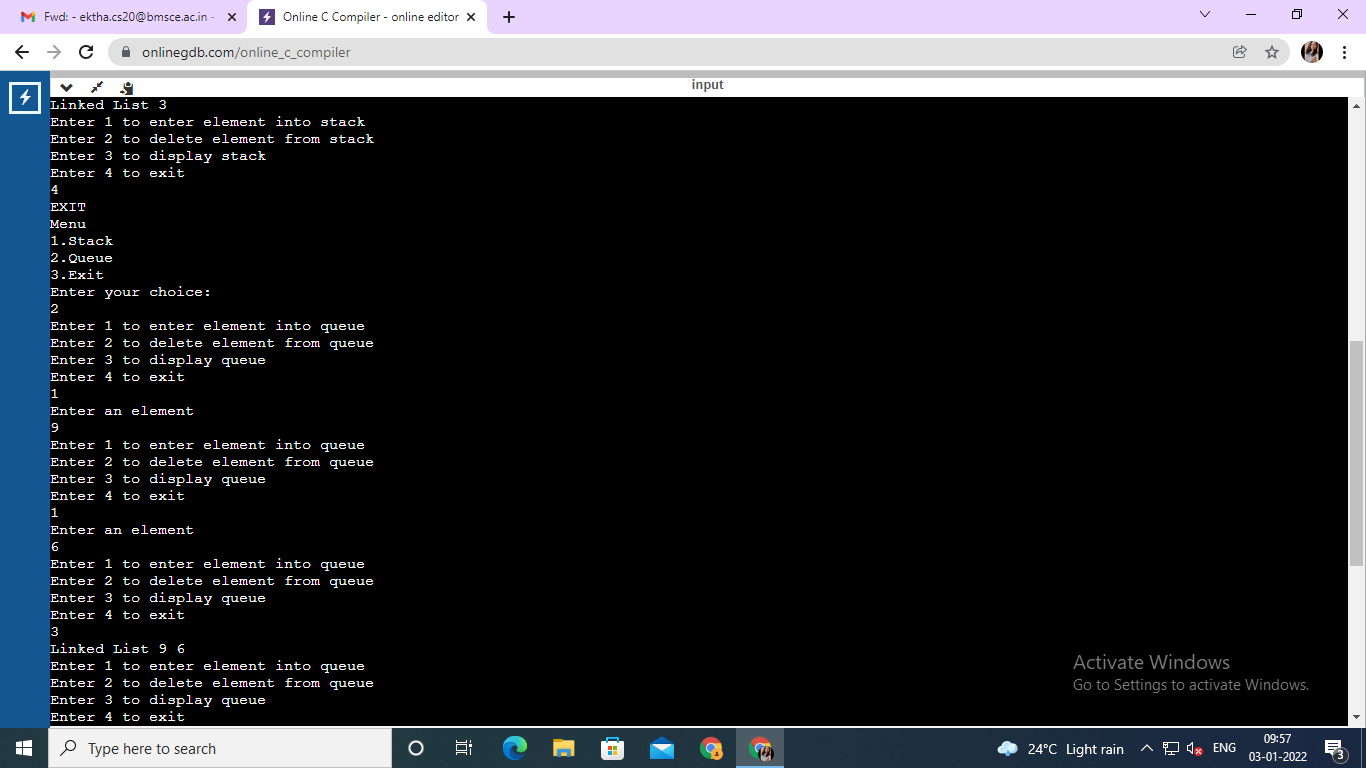 Fwd: - ektha.cs20@bmsce.ac.in -
Online C Compiler - online editor
onlinegdb.com/online_c_compiler
input
Linked List 3
Enter 1 to enter element into stack
Enter 2 to delete element from stack
Enter 3 to display stack
Enter 4 to exit
4
EXIT
Menu
1.Stack
2.Queue
3.Exit
Enter your choice:
2
Enter 1 to enter element into queue
Enter 2 to delete element from queue
Enter 3 to display queue
Enter 4 to exit
1
Enter an element
9
Enter 1 to enter element into queue
Enter 2 to delete element from queue
Enter 3 to display queue
Enter 4 to exit
1
Enter an element
6
Enter 1 to enter element into queue
Enter 2 to delete element from queue
Enter 3 to display queue
Enter 4 to exit
3
Linked List 9 6
Enter 1 to enter element into queue
Enter 2 to delete element from queue
Enter 3 to display queue
Enter 4 to exit
Activate Windows
Go to Settings to activate Windows.
Type here to search
24°C Light rain
ENG
09:57
03-01-2022
3